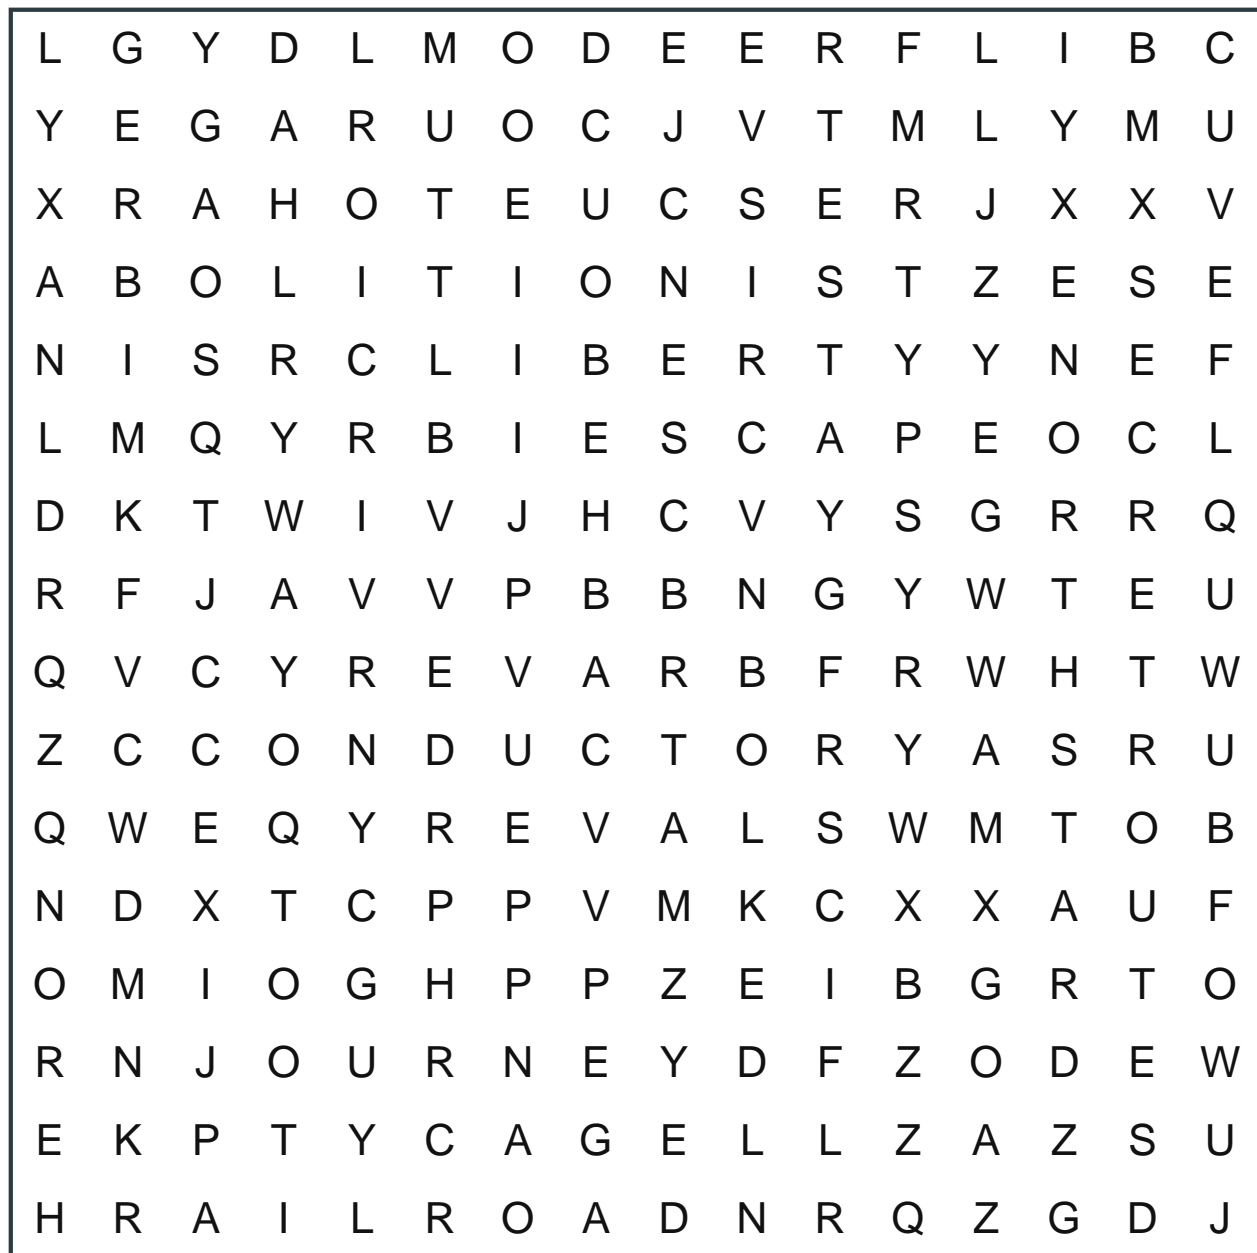 L G Y D L M O D E E R F L I B C
Y E G A R U O C J V T M L Y M U
X R A H O T E U C S E R J X X V
A B O L I T I O N I S T Z E S E
N I S R C L I B E R T Y Y N E F
L M Q Y R B I E S C A P E O C L
D K T W I V J H C V Y S G R R Q
R F J A V V P B B N G Y W T E U
Q V C Y R E V A R B F R W H T W
Z C C O N D U C T O R Y A S R U
Q W E Q Y R E V A L S W M T O B
N D X T C P P V M K C X X A U F
O M I O G H P P Z E I B G R T O
R N J O U R N E Y D F Z O D E W
E K P T Y C A G E L L Z A Z S U
H R A I L R O A D N R Q Z G D J